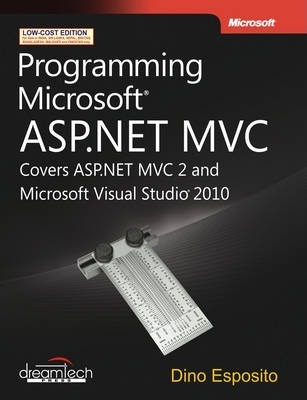 LOW-COST EDITION
Microsoft
Programming
Microsoft®
ASP.NET MVC
Covers ASP.NET MVC 2 and
Microsoft Visual Studio® 2010
dreamtech
PRESS
Dino Esposito